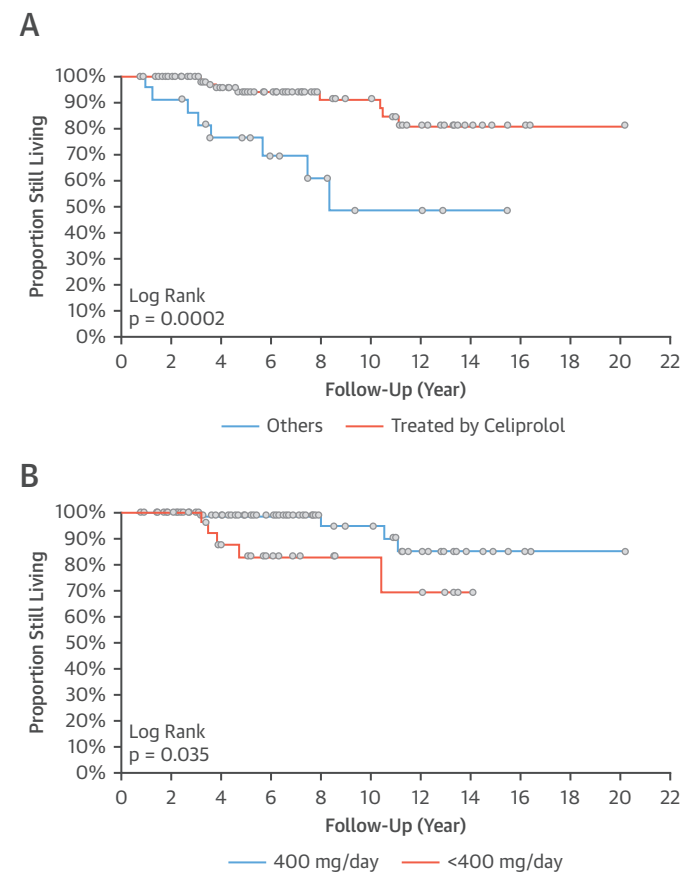 A
100%
90%
80%
70%
60%
50%
40%
30%
20%
10%
0%
Proportion Still Living
Log Rank
p = 0.0002
0 2 4 6 8 10 12 14 16 18 20 22
Follow-Up (Year)
Others Treated by Celiprolol
B
100%
90%
80%
70%
60%
50%
40%
30%
20%
10%
0%
Proportion Still Living
Log Rank
p = 0.035
0 2 4 6 8 10 12 14 16 18 20 22
Follow-Up (Year)
400 mg/day <400 mg/day